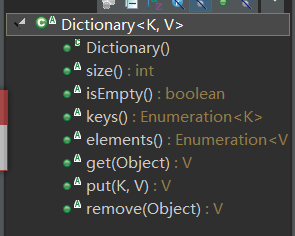 Dictionary<K, V>
Dictionary()
size() : int
isEmpty() : boolean
keys() : Enumeration<K>
elements() : Enumeration<V
get(Object) : V
put(K, V) : V
remove(Object) : V